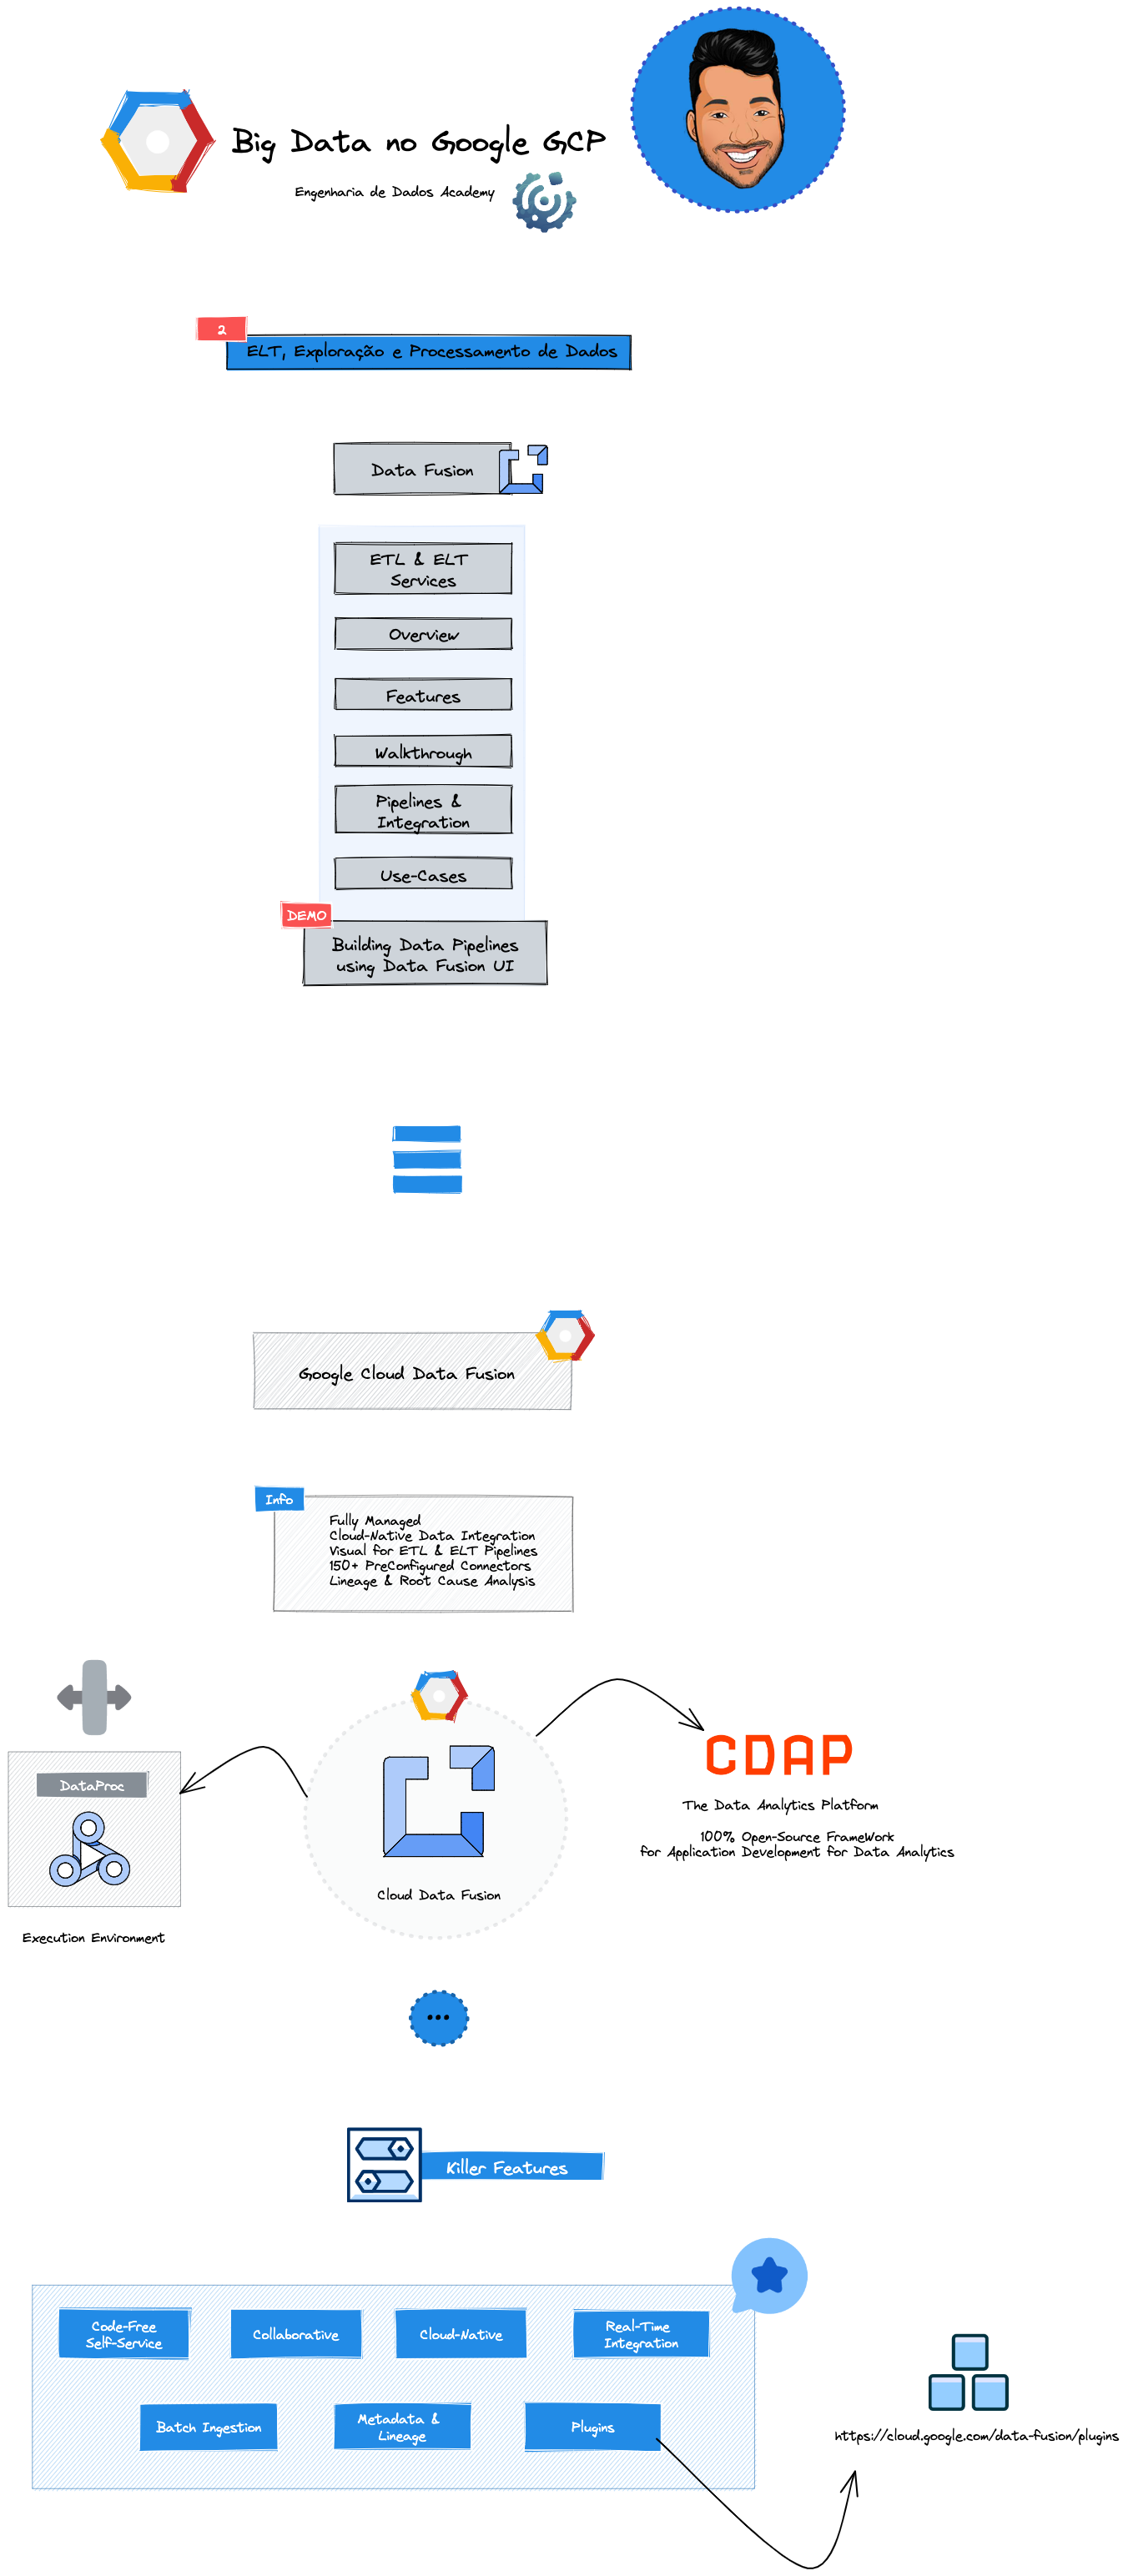 Big Data no Google GCP
Engenharia de Dados Academy
2
ELT, Exploração e Processamento de Dados
Data Fusion
ETL & ELT
Services
Overview
Features
Walkthrough
Pipelines &
Integration
Use-Cases
DEMO
Building Data Pipelines
using Data Fusion UI
Google Cloud Data Fusion
Info
Fully Managed
Cloud-Native Data Integration
Visual for ETL & ELT Pipelines
150+ PreConfigured Connectors
Lineage & Root Cause Analysis
DataProc
Execution Environment
Cloud Data Fusion
CDAP
The Data Analytics Platform
100% Open-Source FrameWork
for Application Development for Data Analytics
...
Killer Features
Code-Free
Self-Service
Collaborative
Cloud-Native
Real-Time
Integration
Batch Ingestion
Metadata &
Lineage
Plugins
https://cloud.google.com/data-fusion/plugins